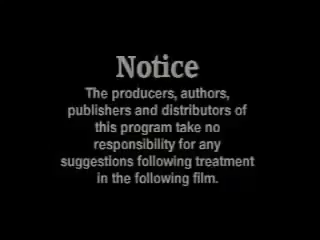 Notice
The producers, authors,
publishers and distributors of
this program take no
responsibility for any
suggestions following treatment
in the following film.